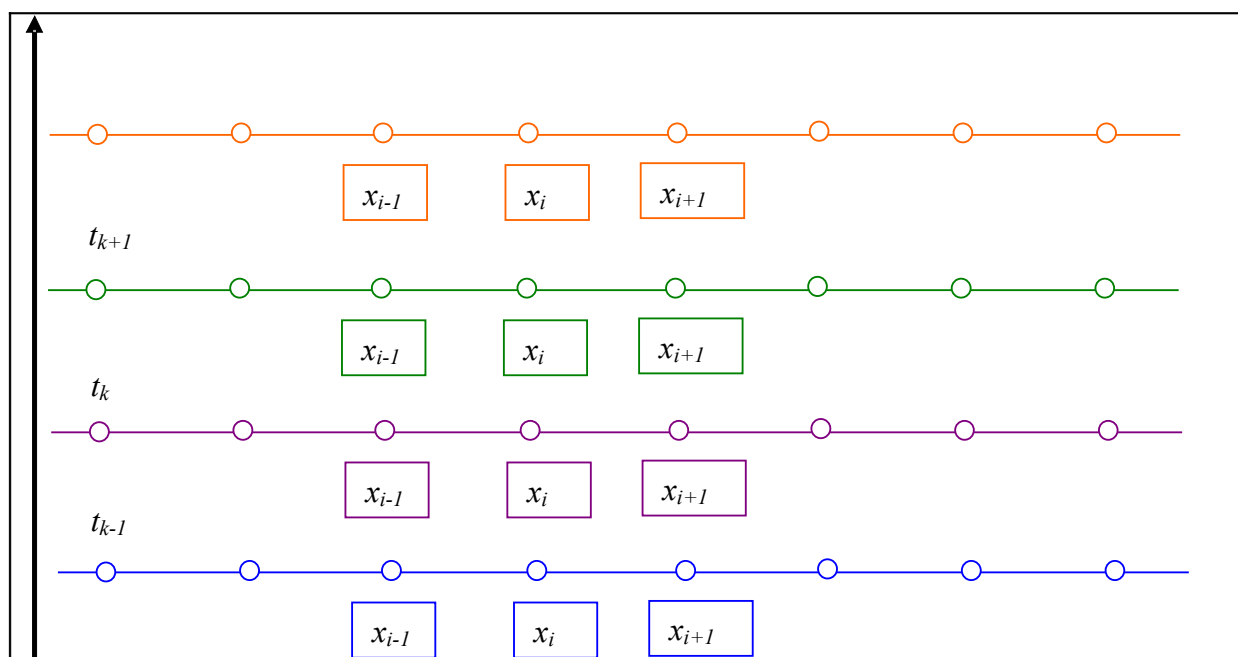 x_{i-1} x_i x_{i+1}
t_{k+1}
x_{i-1} x_i x_{i+1}
t_k
x_{i-1} x_i x_{i+1}
t_{k-1}
x_{i-1} x_i x_{i+1}